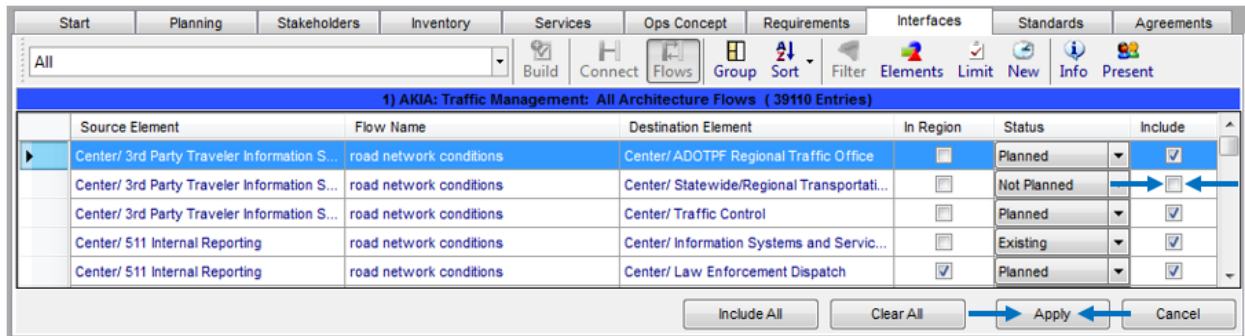 Start Planning Stakeholders Inventory Services Ops Concept Requirements Interfaces Standards Agreements
All Build Connect Flows Group Sort Filter Elements Limit New Info Present
1) AKIA: Traffic Management: All Architecture Flows ( 39110 Entries)
Source Element Flow Name Destination Element In Region Status Include
Center/ 3rd Party Traveler Information S... road network conditions Center/ ADOTPF Regional Traffic Office Planned
Center/ 3rd Party Traveler Information S... road network conditions Center/ Statewide/Regional Transportati... Not Planned
Center/ 3rd Party Traveler Information S... road network conditions Center/ Traffic Control Planned
Center/ 511 Internal Reporting road network conditions Center/ Information Systems and Servic... Existing
Center/ 511 Internal Reporting road network conditions Center/ Law Enforcement Dispatch Planned
Include All Clear All Apply Cancel